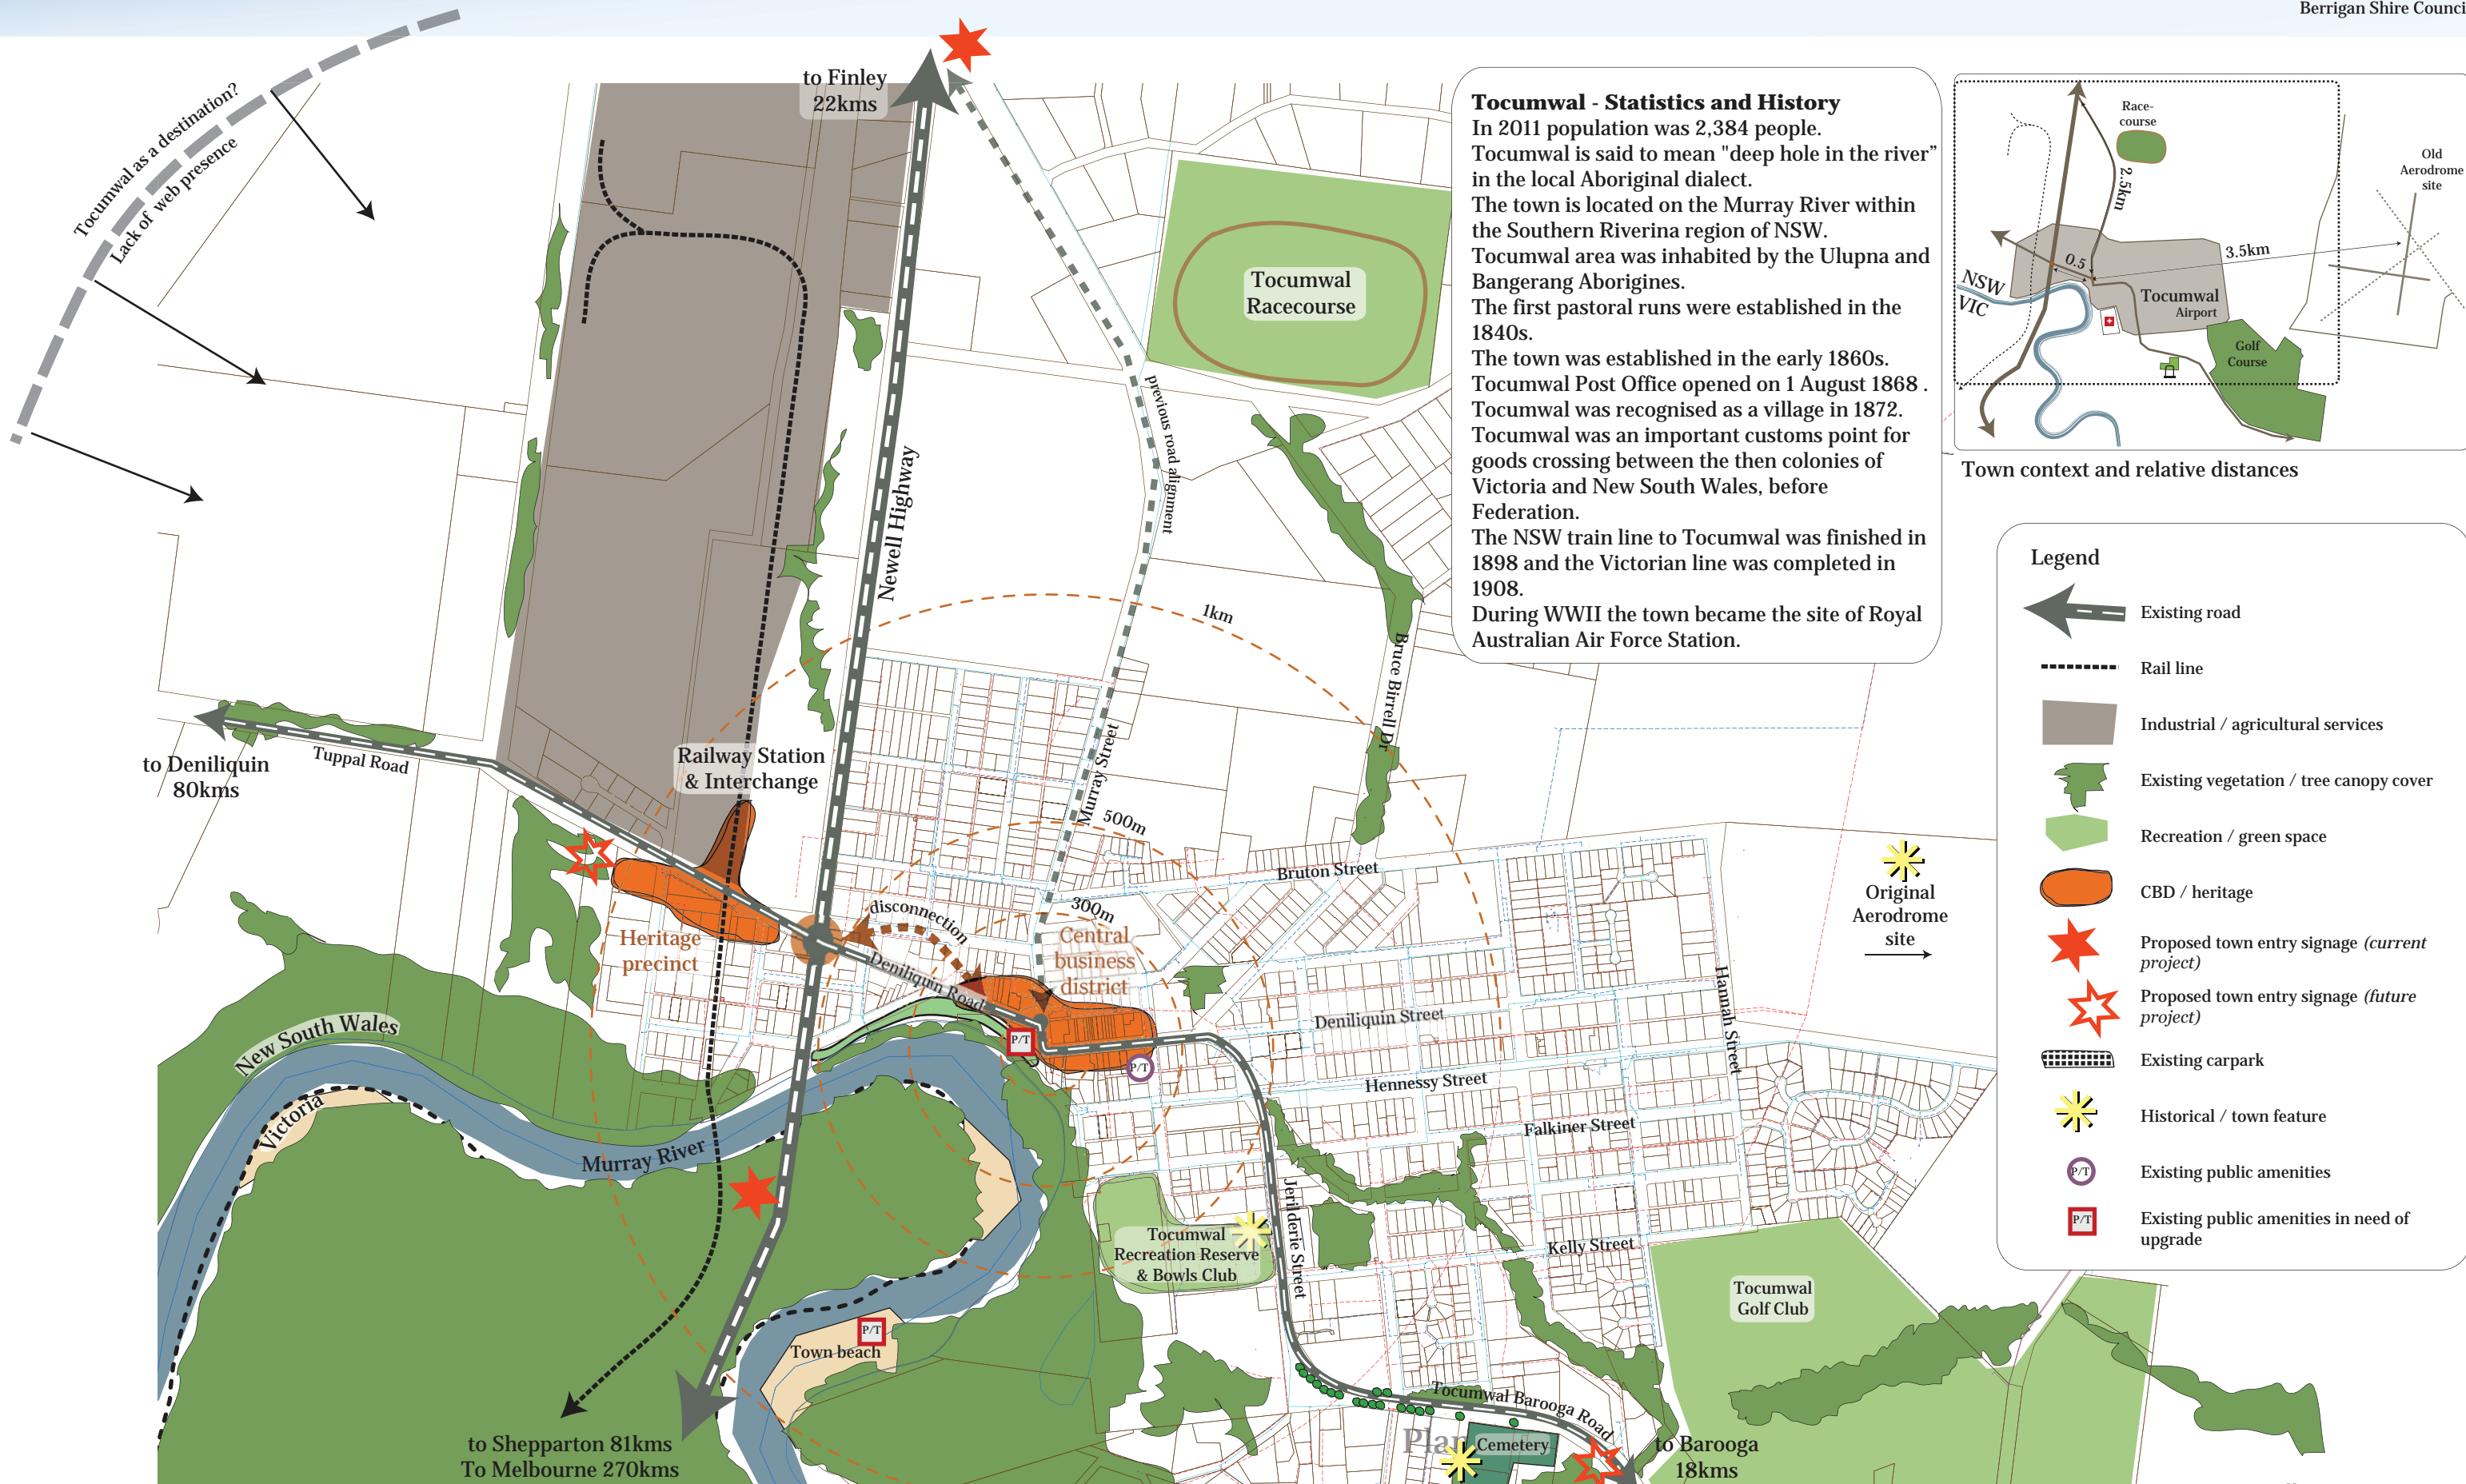 Berrigan Shire Counci
to Finley
22kms
Tocumwal as a destination?
Lack of web presence
Tocumwal
Racecourse
Tocumwal - Statistics and History
In 2011 population was 2,384 people.
Tocumwal is said to mean "deep hole in the river”
in the local Aboriginal dialect.
The town is located on the Murray River within
the Southern Riverina region of NSW.
Tocumwal area was inhabited by the Ulupna and
Bangerang Aborigines.
The first pastoral runs were established in the
1840s.
The town was established in the early 1860s.
Tocumwal Post Office opened on 1 August 1868 .
Tocumwal was recognised as a village in 1872.
Tocumwal was an important customs point for
goods crossing between the then colonies of
Victoria and New South Wales, before
Federation.
The NSW train line to Tocumwal was finished in
1898 and the Victorian line was completed in
1908.
During WWII the town became the site of Royal
Australian Air Force Station.
Race-
course
Old
Aerodrome
site
2.5km
3.5km
0.5
NSW
VIC
Tocumwal
Airport
Golf
Course
Town context and relative distances
Legend
Existing road
Rail line
Industrial / agricultural services
Existing vegetation / tree canopy cover
Recreation / green space
CBD / heritage
Proposed town entry signage (current
project)
Proposed town entry signage (future
project)
Existing carpark
Historical / town feature
P/T
Existing public amenities
P/T
Existing public amenities in need of
upgrade
previous road alignment
Newell Highway
1km
Bruce Birrell Dr
Murray Street
Railway Station
& Interchange
to Deniliquin
80kms
Tuppal Road
500m
Bruton Street
300m
disconnection
Heritage
precinct
Central
business
district
Original
Aerodrome
site
Deniliquin Road
Deniliquin Street
Hannah Street
New South Wales
Victoria
Murray River
P/T
P/T
Hennessy Street
Falkiner Street
Jerilderie Street
Kelly Street
Tocumwal
Recreation Reserve
& Bowls Club
Tocumwal
Golf Club
P/T
Town beach
Tocumwal Barooga Road
Plan
Cemetery
to Barooga
18kms
to Shepparton 81kms
To Melbourne 270kms